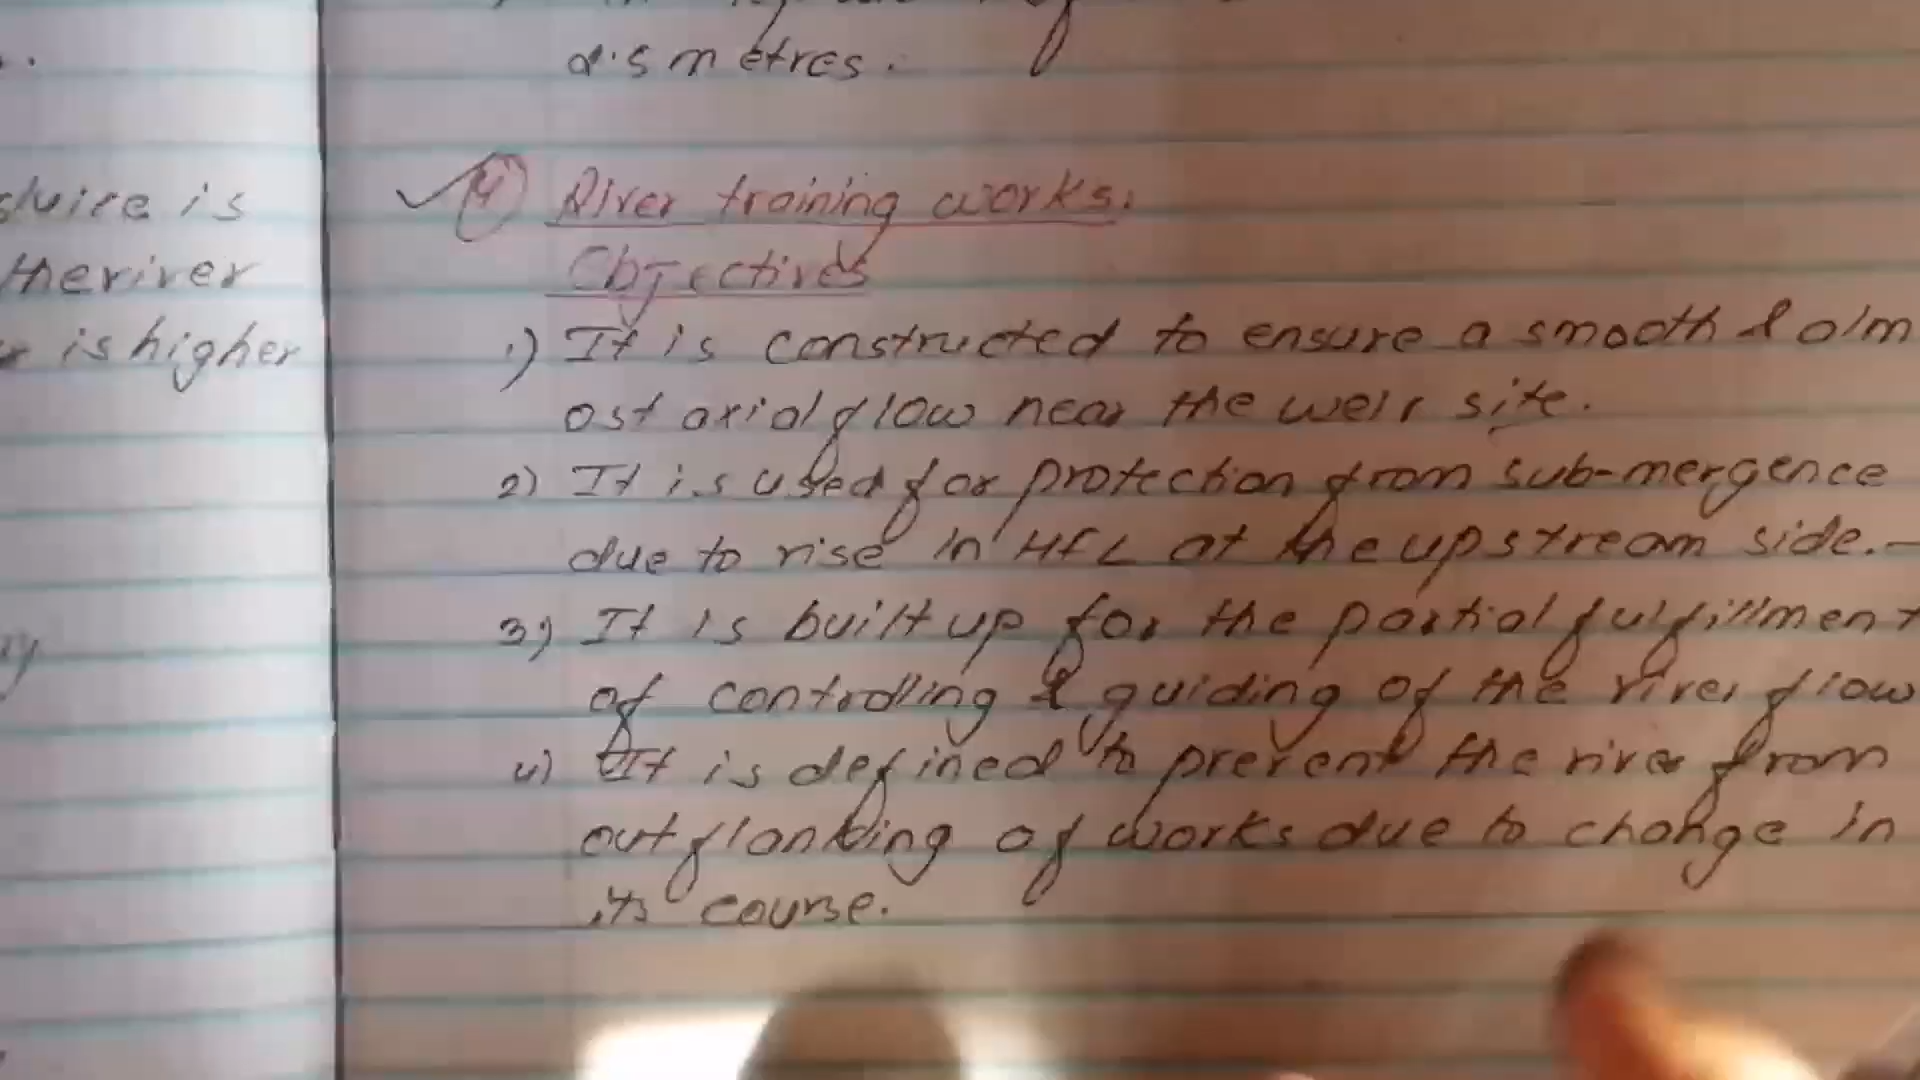 sluice is
the river
is higher
2.5 metres.
4) River training works.
Objectives
1) It is constructed to ensure a smooth & alm
ost axial flow near the weir site.
2) It is used for protection from sub-mergence
due to rise in HFL at the upstream side.-
3) It is built up for the partial fulfillment
of controlling & guiding of the river flow
4) It is defined to prevent the river from
outflanking of works due to change in
its course.